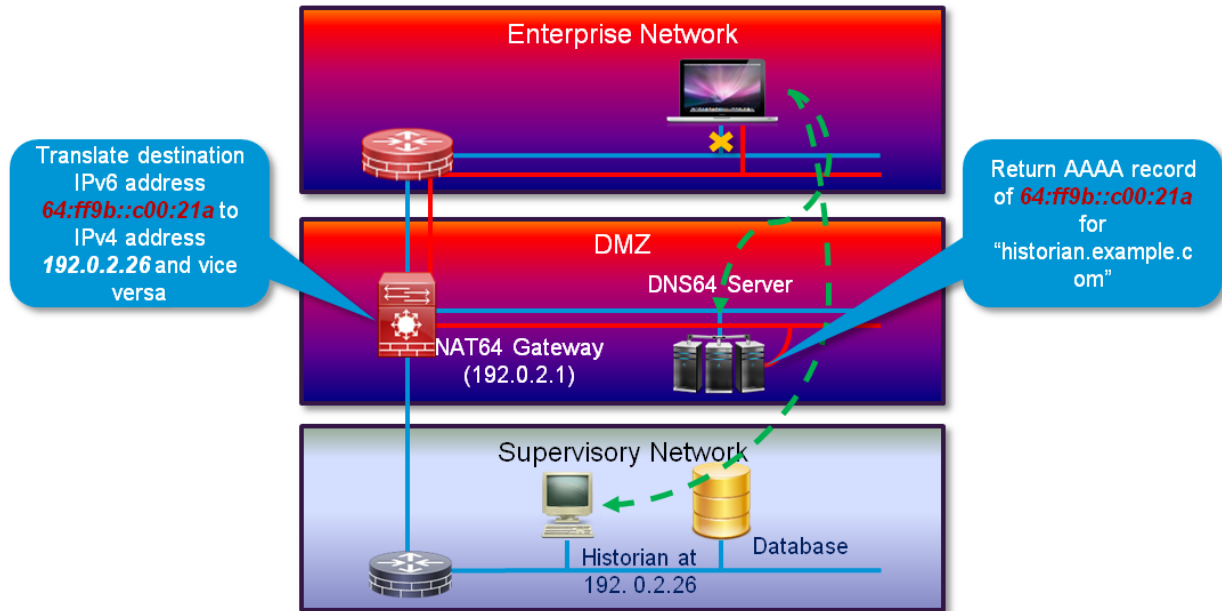 Enterprise Network
Translate destination
IPv6 address
64:ff9b::c00:21a to
IPv4 address
192.0.2.26 and vice
versa
Return AAAA record
of 64:ff9b::c00:21a
for
“historian.example.c
om”
DMZ
DNS64 Server
NAT64 Gateway
(192.0.2.1)
Supervisory Network
Historian at
192. 0.2.26
Database